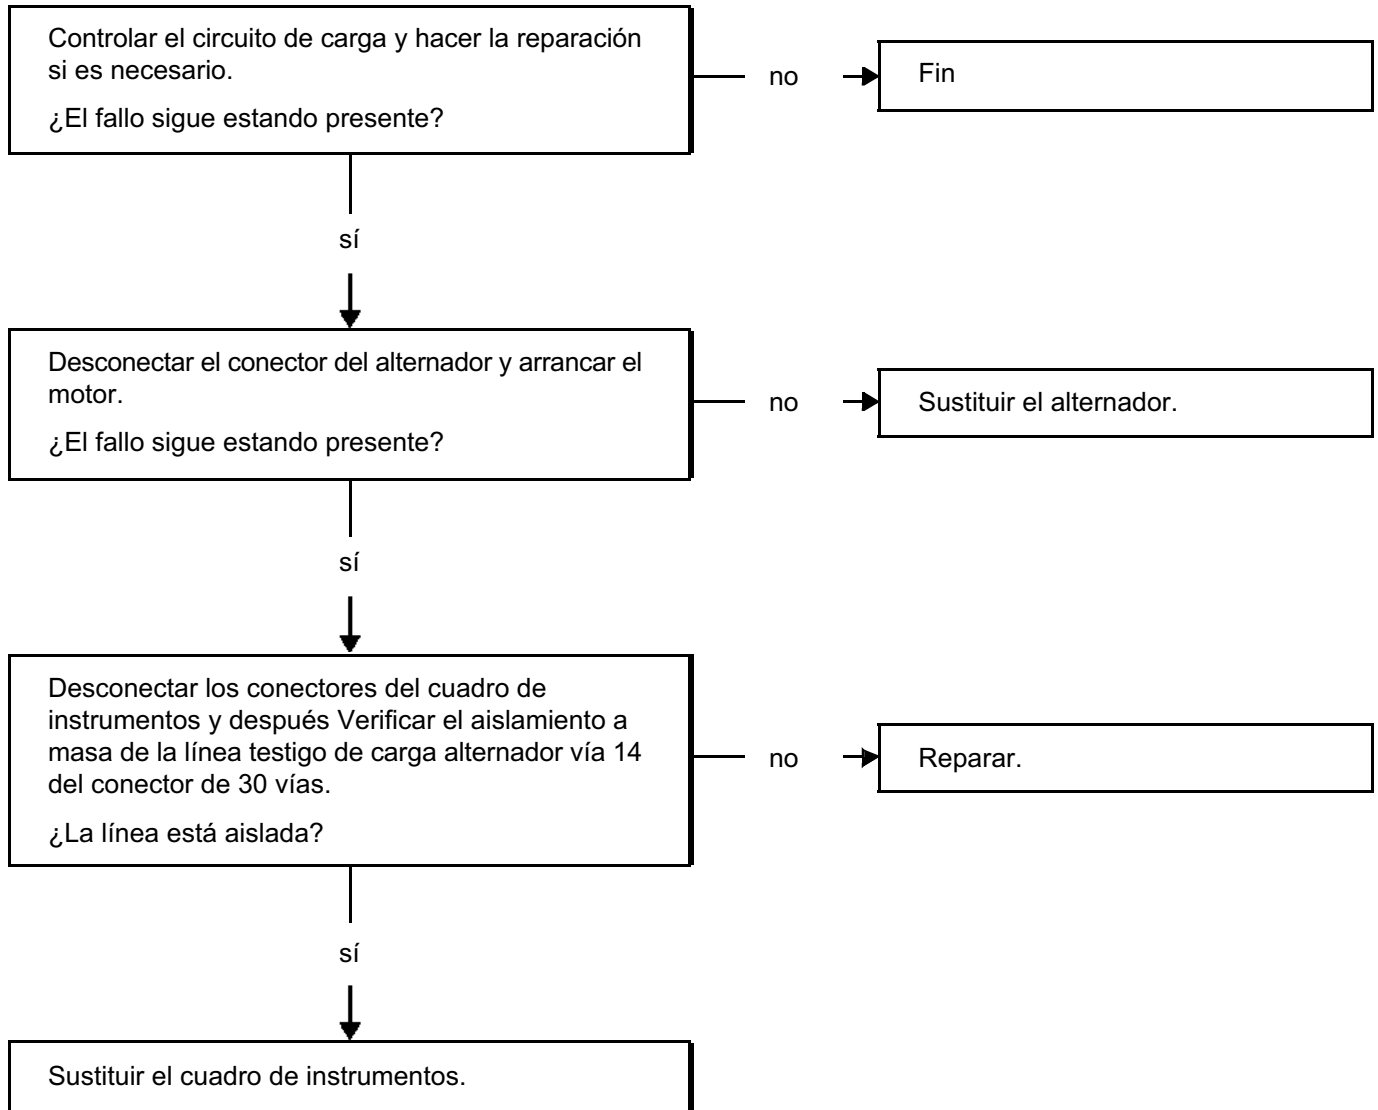 Controlar el circuito de carga y hacer la reparación
si es necesario.
¿El fallo sigue estando presente?
no
Fin
sí
Desconectar el conector del alternador y arrancar el
motor.
¿El fallo sigue estando presente?
no
Sustituir el alternador.
sí
Desconectar los conectores del cuadro de
instrumentos y después Verificar el aislamiento a
masa de la línea testigo de carga alternador vía 14
del conector de 30 vías.
¿La línea está aislada?
no
Reparar.
sí
Sustituir el cuadro de instrumentos.